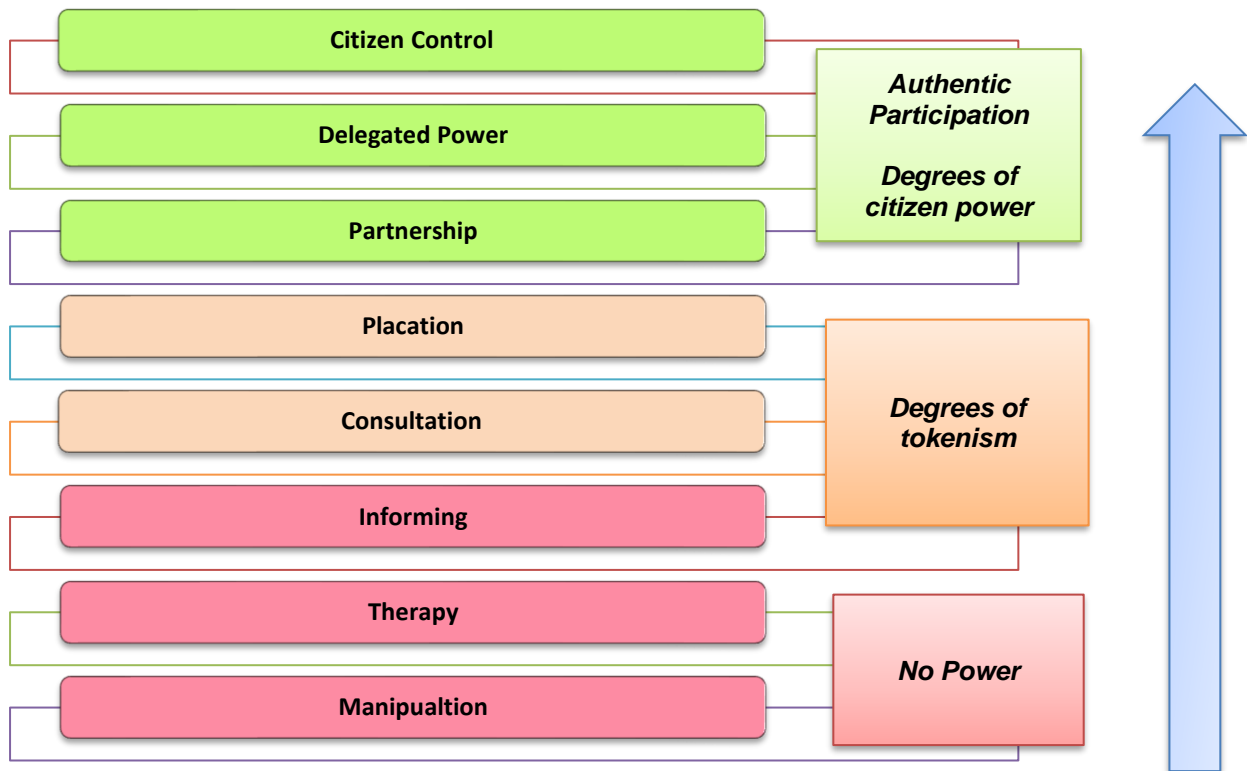 Citizen Control
Delegated Power
Partnership
Authentic
Participation
Degrees of
citizen power
Placation
Consultation
Informing
Degrees of
tokenism
Therapy
Manipualtion
No Power